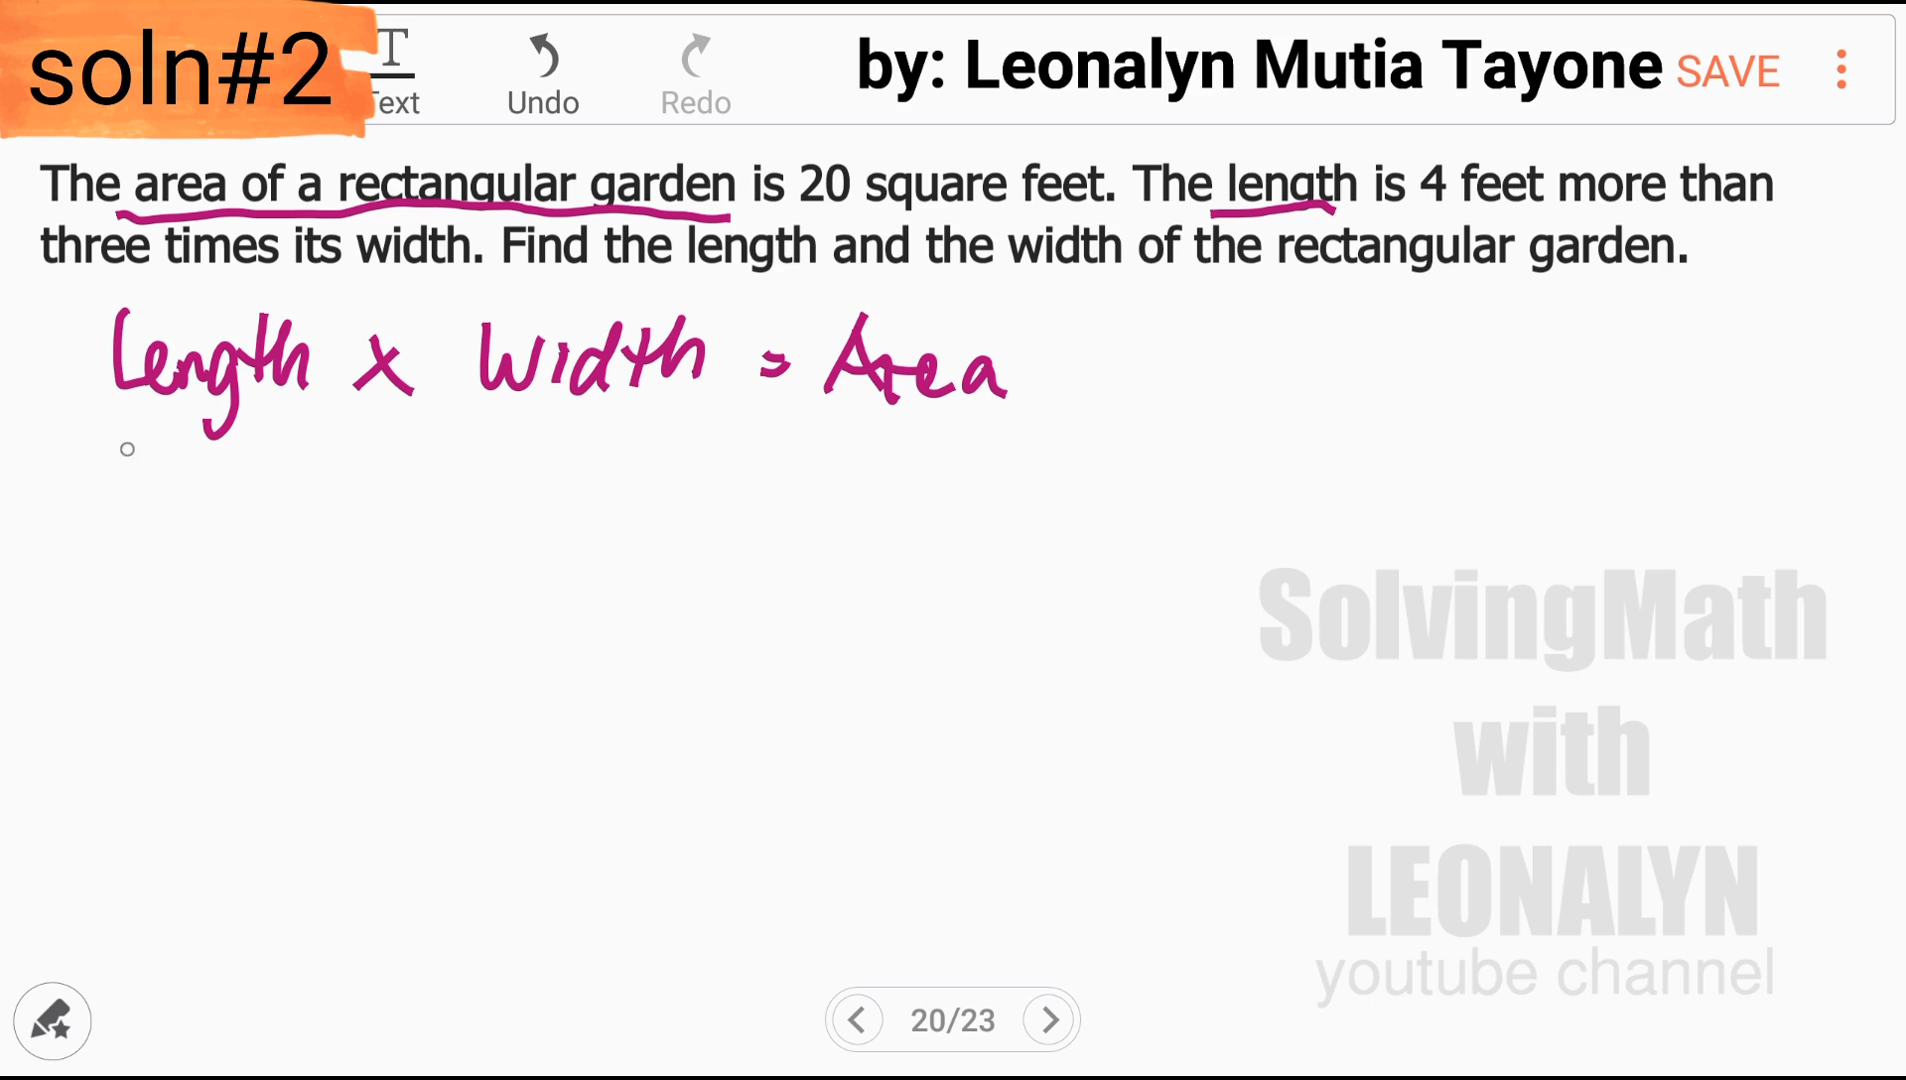 soln#2
Text
Undo
Redo
by: Leonalyn Mutia Tayone
SAVE
The area of a rectangular garden is 20 square feet. The length is 4 feet more than
three times its width. Find the length and the width of the rectangular garden.
Length x Width = Area
SolvingMath
with
LEONALYN
youtube channel
20/23